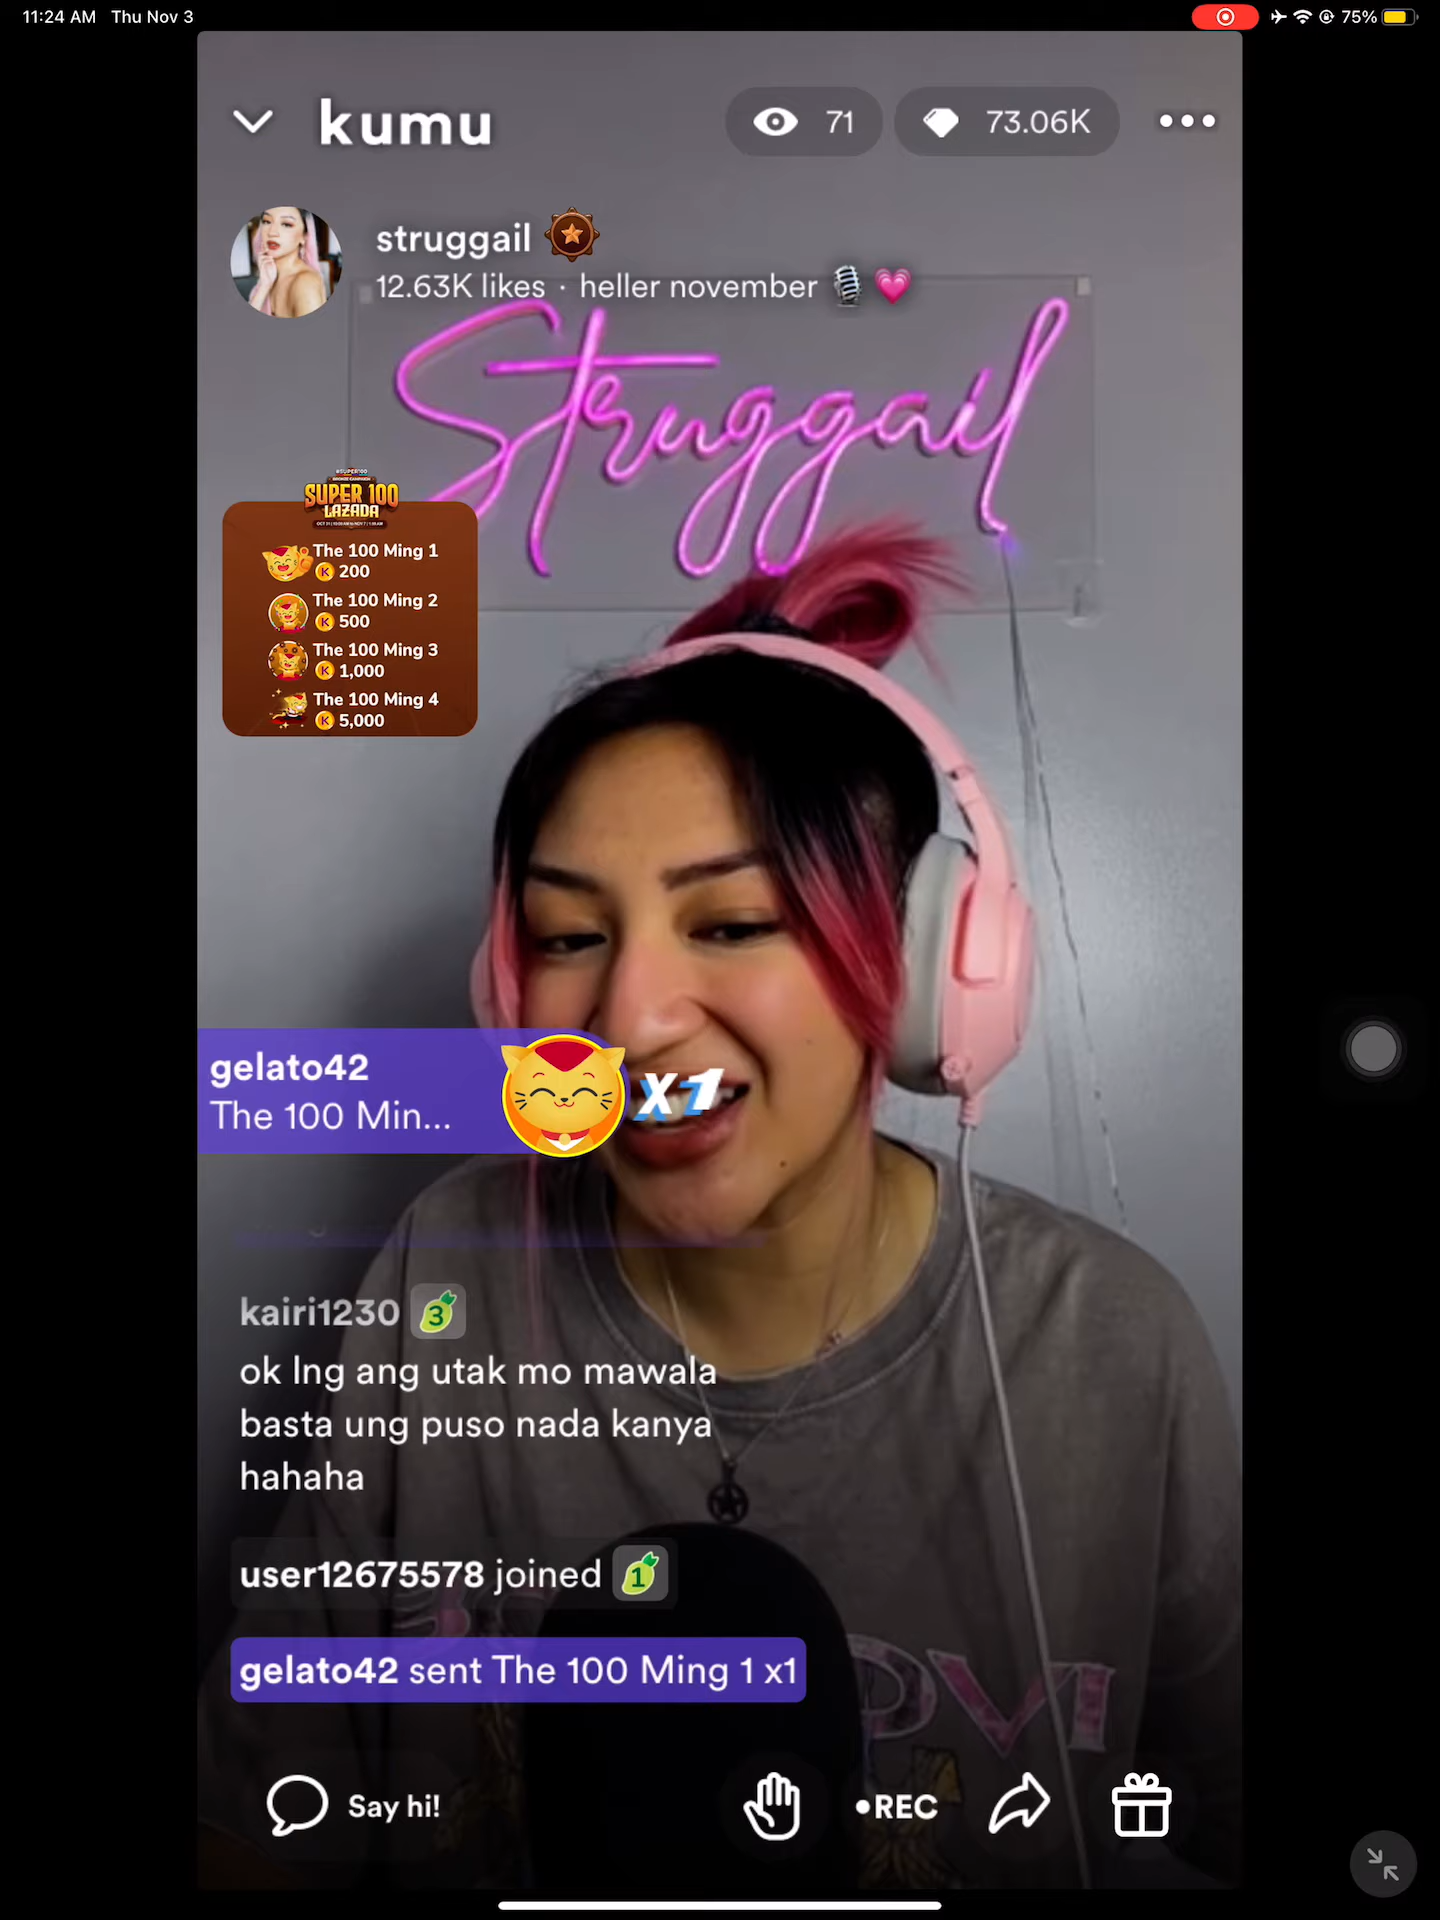 11:24 AM Thu Nov 3
75%
kumu
71
73.06K
struggail
12.63K likes · heller november
Struggail
#SUPER100
BRONZE CAMPAIGN
SUPER 100
LAZADA
The 100 Ming 1
K 200
The 100 Ming 2
K 500
The 100 Ming 3
K 1,000
The 100 Ming 4
K 5,000
gelato42
The 100 Min...
X1
kairi1230 3
ok lng ang utak mo mawala
basta ung puso nada kanya
hahaha
user12675578 joined 1
gelato42 sent The 100 Ming 1 x1
Say hi!
REC